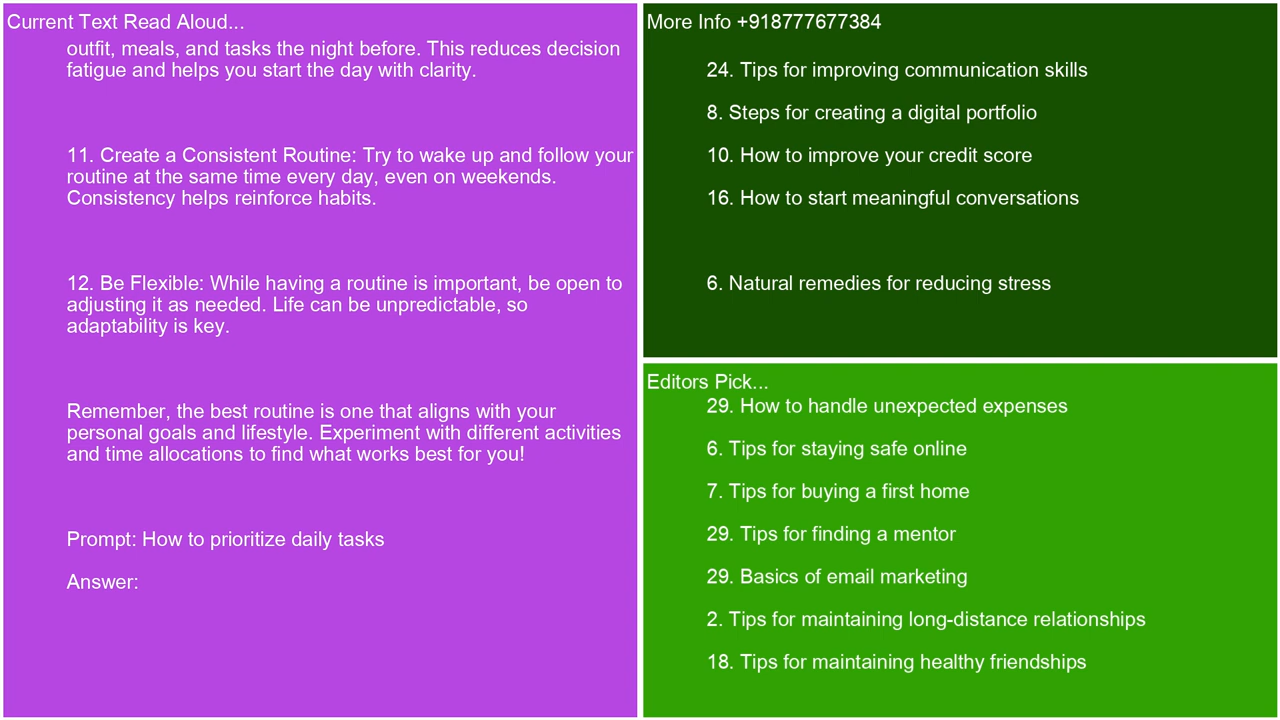 Current Text Read Aloud...
outfit, meals, and tasks the night before. This reduces decision
fatigue and helps you start the day with clarity.
11. Create a Consistent Routine: Try to wake up and follow your
routine at the same time every day, even on weekends.
Consistency helps reinforce habits.
12. Be Flexible: While having a routine is important, be open to
adjusting it as needed. Life can be unpredictable, so
adaptability is key.
Remember, the best routine is one that aligns with your
personal goals and lifestyle. Experiment with different activities
and time allocations to find what works best for you!
Prompt: How to prioritize daily tasks
Answer:
More Info +918777677384
24. Tips for improving communication skills
8. Steps for creating a digital portfolio
10. How to improve your credit score
16. How to start meaningful conversations
6. Natural remedies for reducing stress
Editors Pick...
29. How to handle unexpected expenses
6. Tips for staying safe online
7. Tips for buying a first home
29. Tips for finding a mentor
29. Basics of email marketing
2. Tips for maintaining long-distance relationships
18. Tips for maintaining healthy friendships